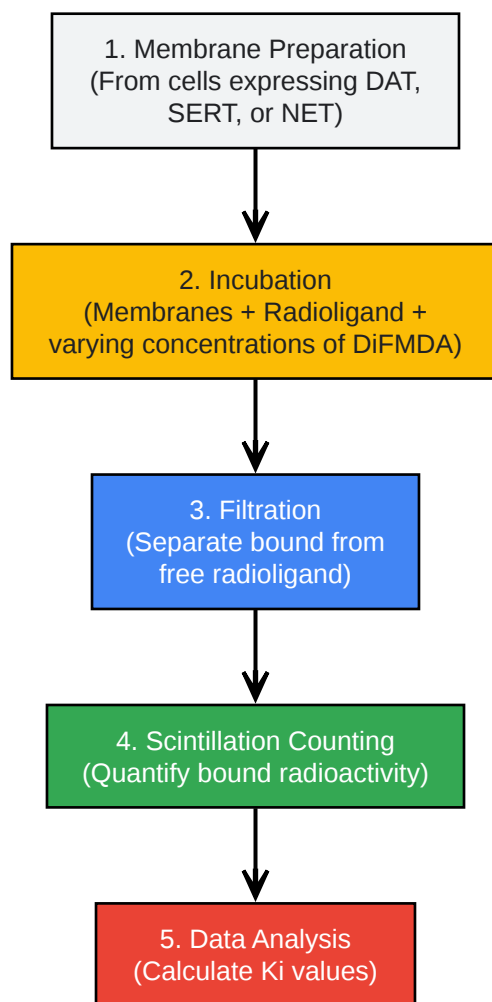 1. Membrane Preparation
(From cells expressing DAT,
SERT, or NET)
2. Incubation
(Membranes + Radioligand +
varying concentrations of DiFMDA)
3. Filtration
(Separate bound from
free radioligand)
4. Scintillation Counting
(Quantify bound radioactivity)
5. Data Analysis
(Calculate Ki values)